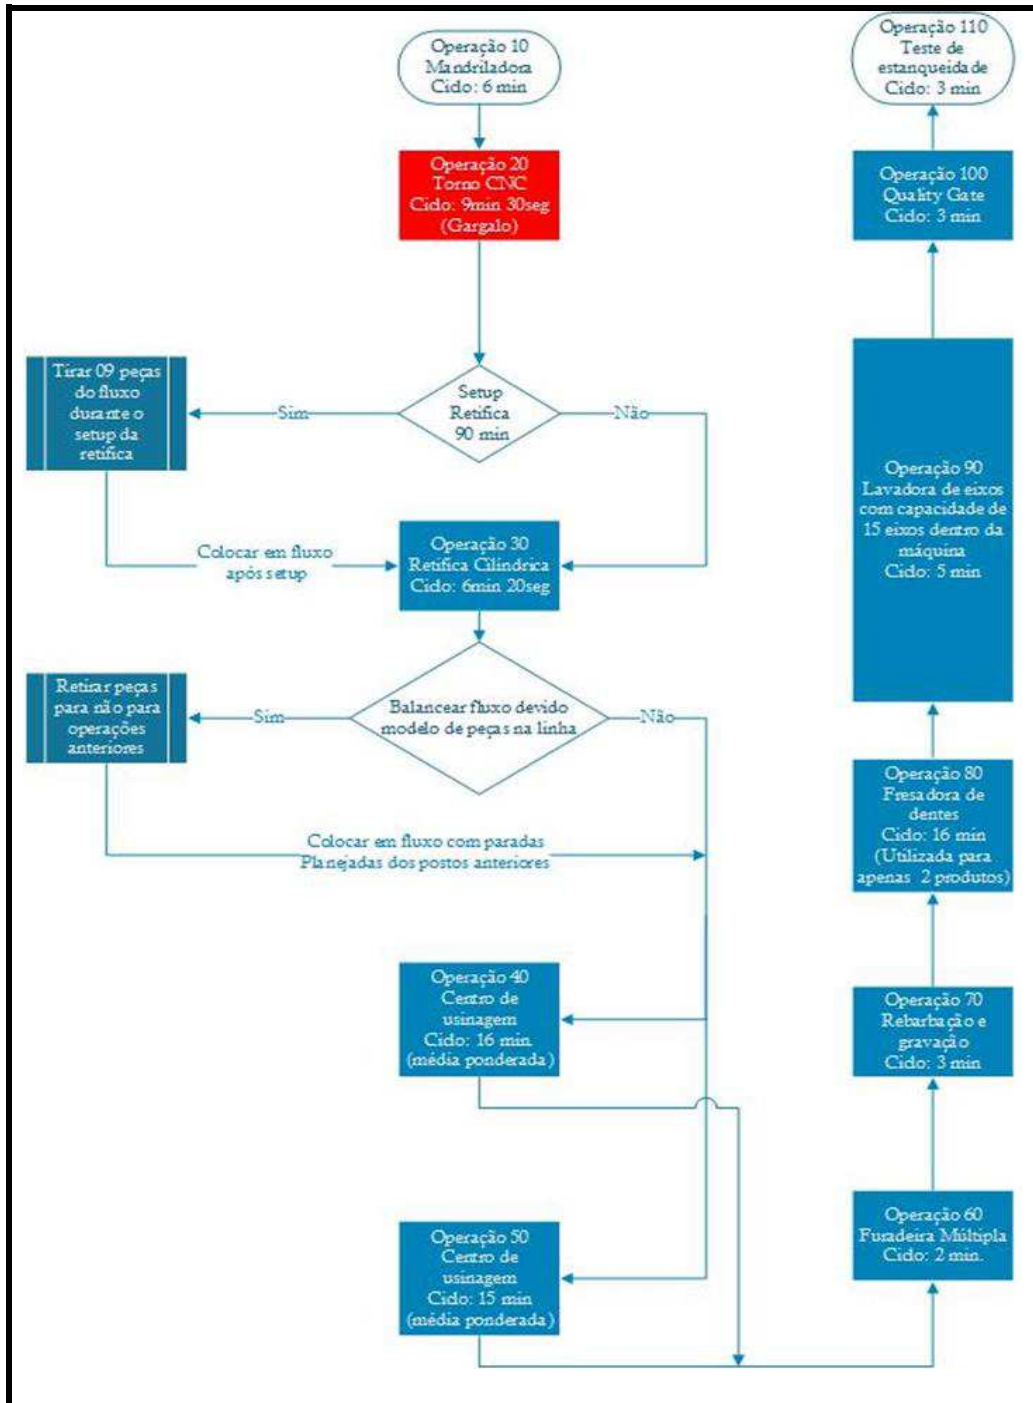 Operação 10
Mandriladora
Ciclo: 6 min
Operação 20
Torno CNC
Ciclo: 9min 30seg
(Gargalo)
Setup
Retifica
90 min
Sim
Não
Tirar 09 peças
do fluxo
durante o
setup da
retifica
Colocar em fluxo
após setup
Operação 30
Retifica Cilíndrica
Ciclo: 6min 20seg
Balancear fluxo devido
modelo de peças na linha
Sim
Não
Retirar peças
para não para
operações
anteriores
Colocar em fluxo com paradas
Planejadas dos postos anteriores
Operação 40
Centro de
usinagem
Ciclo: 16 min.
(média ponderada)
Operação 50
Centro de
usinagem
Ciclo: 15 min
(média ponderada)
Operação 60
Furadeira Múltipla
Ciclo: 2 min.
Operação 70
Rebarbação e
gravação
Ciclo: 3 min
Operação 80
Fresadora de
dentes
Ciclo: 16 min
(Utilizada para
apenas 2 produtos)
Operação 90
Lavadora de eixos
com capacidade de
15 eixos dentro da
máquina
Ciclo: 5 min
Operação 100
Quality Gate
Ciclo: 3 min
Operação 110
Teste de
estanqueidade
Ciclo: 3 min